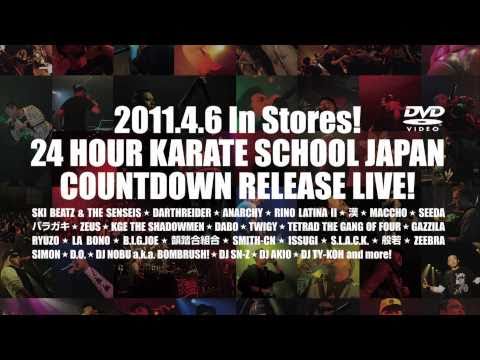 2011.4.6 In Stores!
DVD
VIDEO
24 HOUR KARATE SCHOOL JAPAN
COUNTDOWN RELEASE LIVE!
SKI BEATZ & THE SENSEIS ★ DARTHREIDER ★ ANARCHY ★ RINO LATINA II ★ 漢 ★ MACCHO ★ SEEDA
バラガキ ★ ZEUS ★ KGE THE SHADOWMEN ★ DABO ★ TWIGY ★ TETRAD THE GANG OF FOUR ★ GAZZILA
RYUZO ★ LA BONO ★ B.I.G.JOE ★ 韻踏合組合 ★ SMITH-CN ★ ISSUGI ★ S.L.A.C.K. ★ 般若 ★ ZEEBRA
SIMON ★ D.O. ★ DJ NOBU a.k.a. BOMBRUSH! ★ DJ SN-Z ★ DJ AKIO ★ DJ TY-KOH and more!